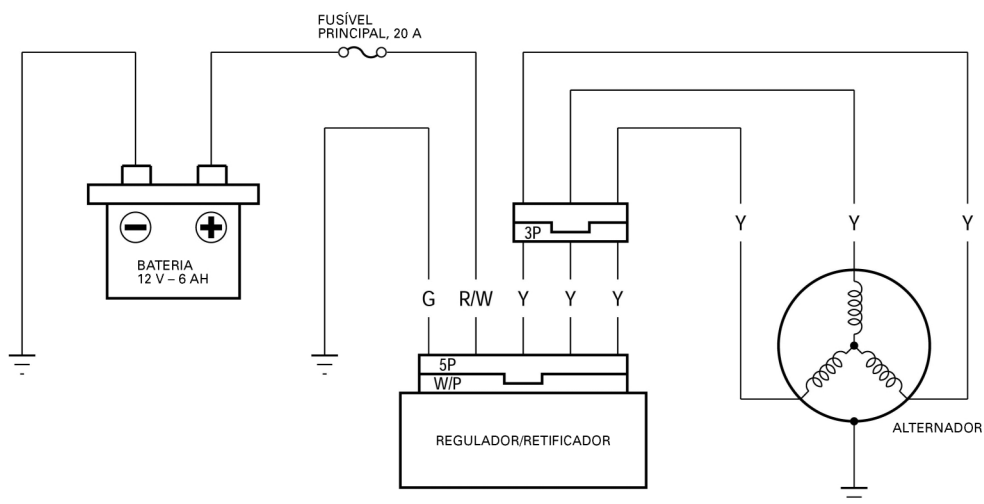 FUSÍVEL
PRINCIPAL, 20 A
BATERIA
12 V – 6 AH
3P
Y
Y
Y
G
R/W
Y
Y
Y
5P
W/P
REGULADOR/RETIFICADOR
ALTERNADOR